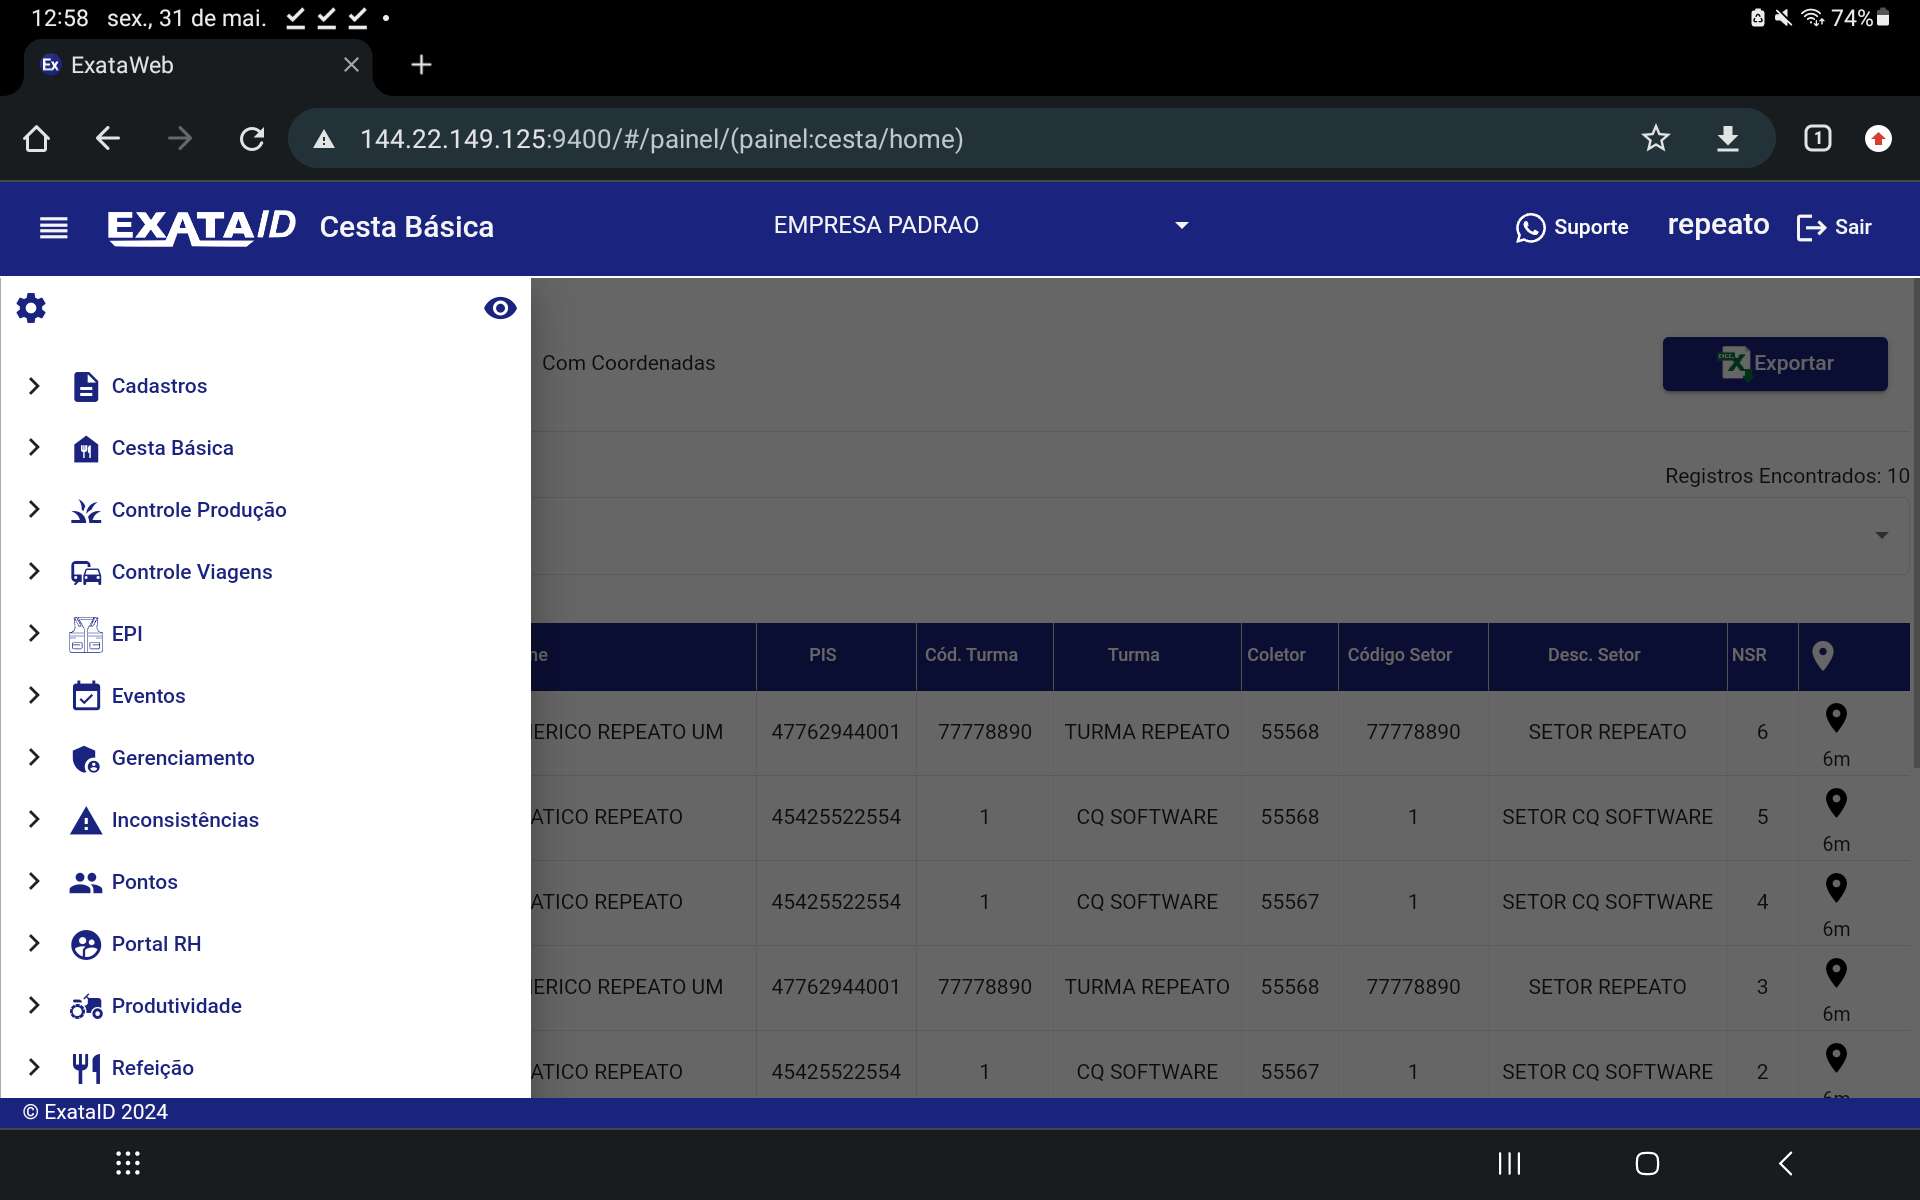 12:58 sex., 31 de mai. 74%
Ex ExataWeb
144.22.149.125:9400/#/painel/(painel:cesta/home) 1
EXATAID Cesta Básica EMPRESA PADRAO Suporte repeato Sair
Cadastros
Cesta Básica
Controle Produção
Controle Viagens
EPI
Eventos
Gerenciamento
Inconsistências
Pontos
Portal RH
Produtividade
Refeição
Com Coordenadas Exportar
Registros Encontrados: 10
ne PIS Cód. Turma Turma Coletor Código Setor Desc. Setor NSR
ERICO REPEATO UM 47762944001 77778890 TURMA REPEATO 55568 77778890 SETOR REPEATO 6 6m
ATICO REPEATO 45425522554 1 CQ SOFTWARE 55568 1 SETOR CQ SOFTWARE 5 6m
ATICO REPEATO 45425522554 1 CQ SOFTWARE 55567 1 SETOR CQ SOFTWARE 4 6m
ERICO REPEATO UM 47762944001 77778890 TURMA REPEATO 55568 77778890 SETOR REPEATO 3 6m
ATICO REPEATO 45425522554 1 CQ SOFTWARE 55567 1 SETOR CQ SOFTWARE 2 6m
© ExataID 2024